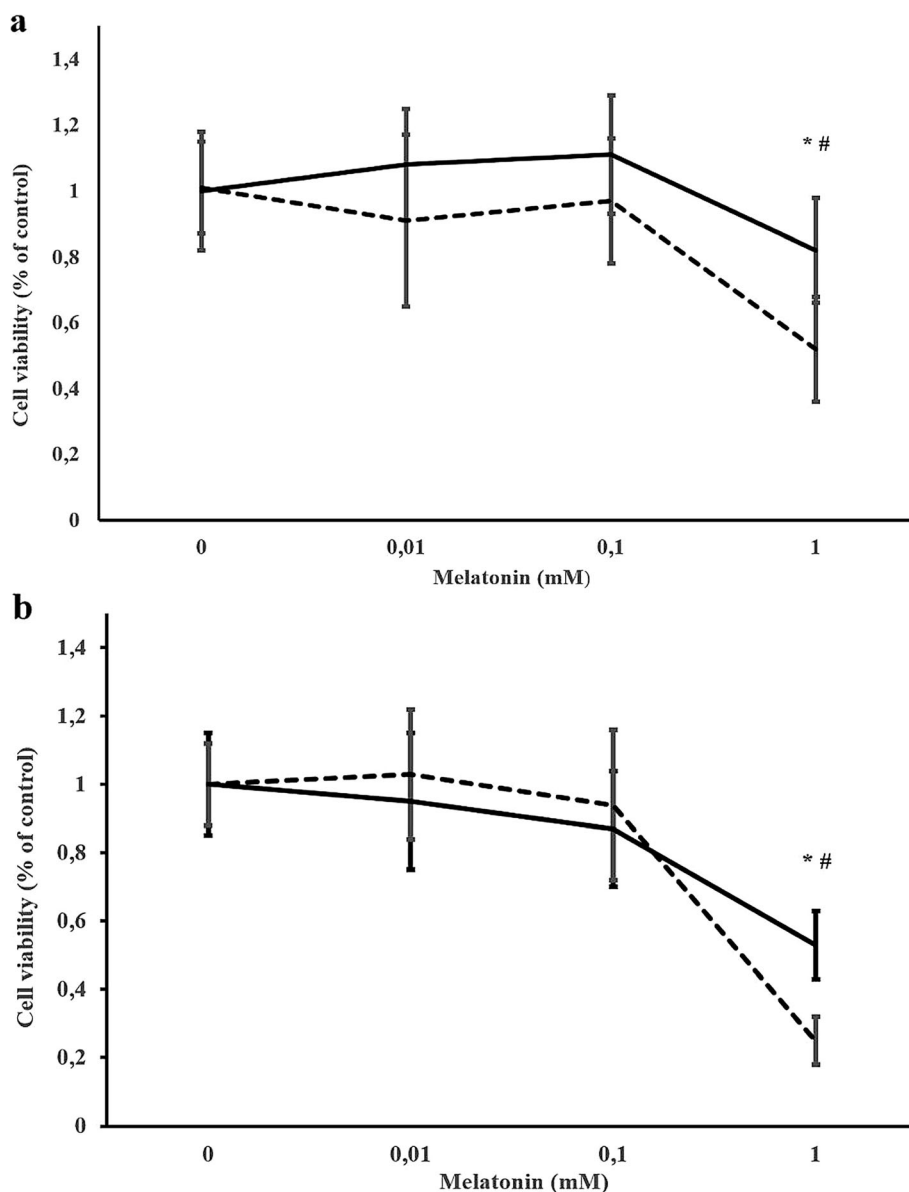 a
Cell viability (% of control)
1,4
1,2
1
0,8
0,6
0,4
0,2
0
* #
0 0,01 0,1 1
Melatonin (mM)
b
Cell viability (% of control)
1,4
1,2
1
0,8
0,6
0,4
0,2
0
* #
0 0,01 0,1 1
Melatonin (mM)